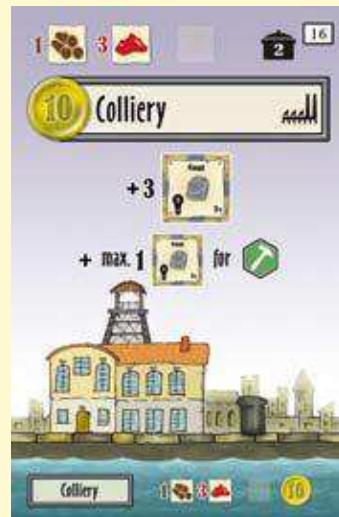 1 3 2 16
10 Colliery
+3
+ max. 1 for
Colliery 1 3 10